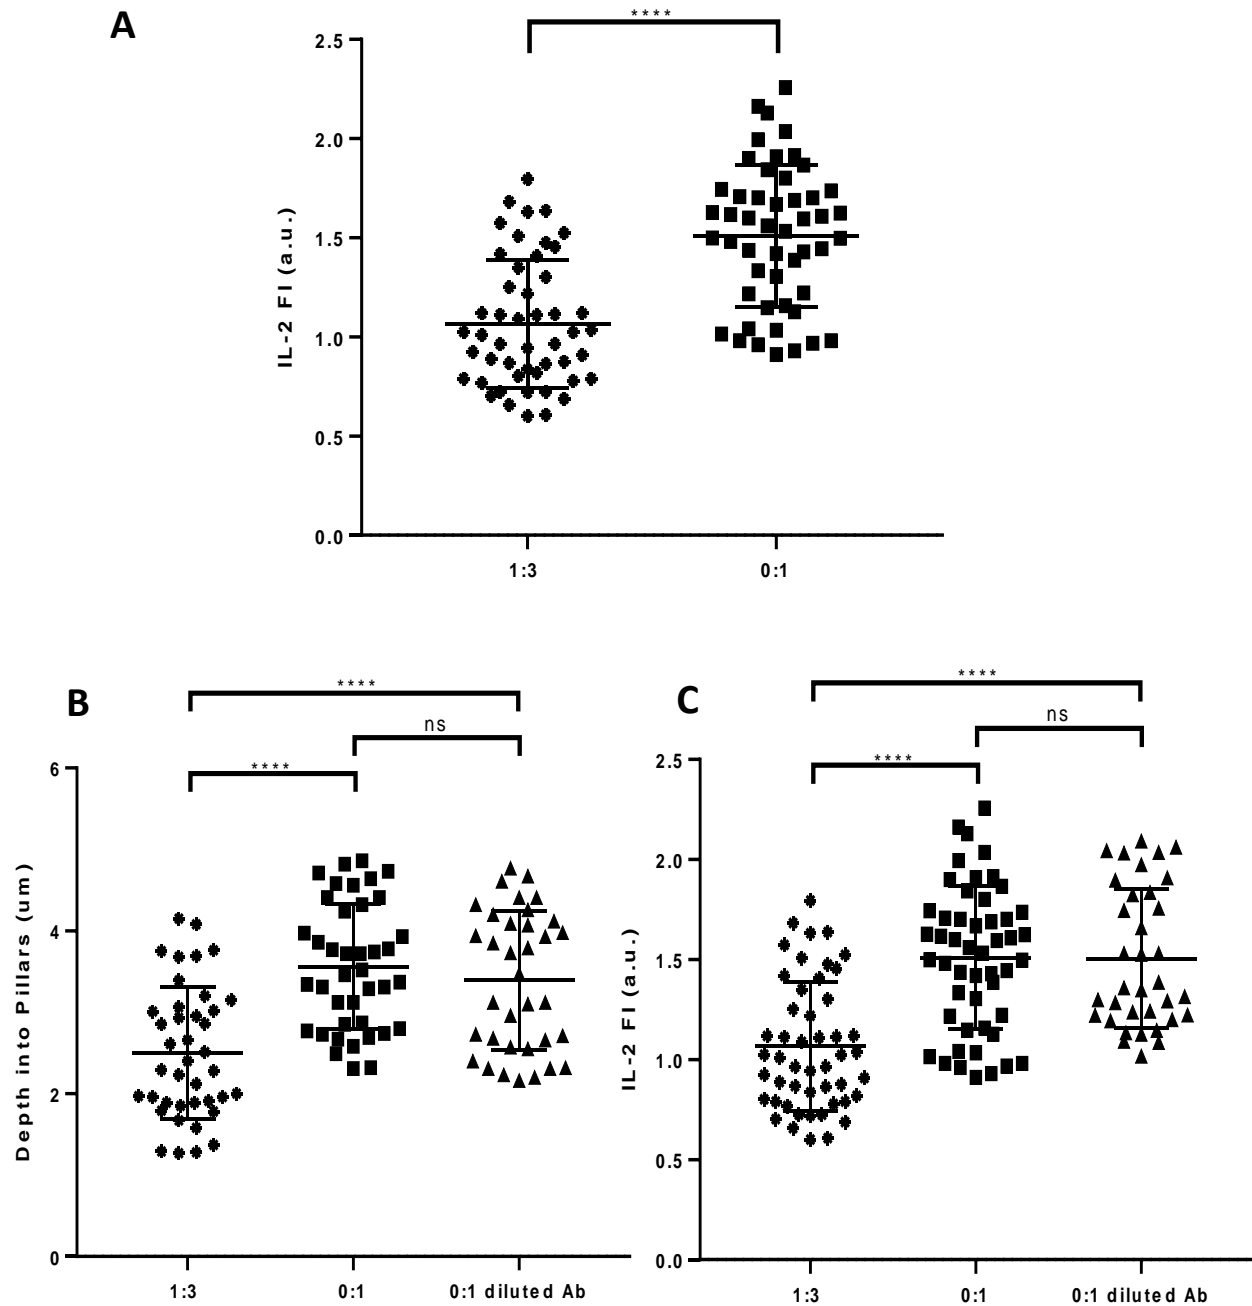 A
****
2.5
2.0
1.5
1.0
0.5
0.0
IL-2 FI (a.u.)
1:3
0:1
B
****
ns
****
6
4
2
0
Depth into Pillars (um)
1:3
0:1
0:1 diluted Ab
C
****
ns
****
2.5
2.0
1.5
1.0
0.5
0.0
IL-2 FI (a.u.)
1:3
0:1
0:1 diluted Ab